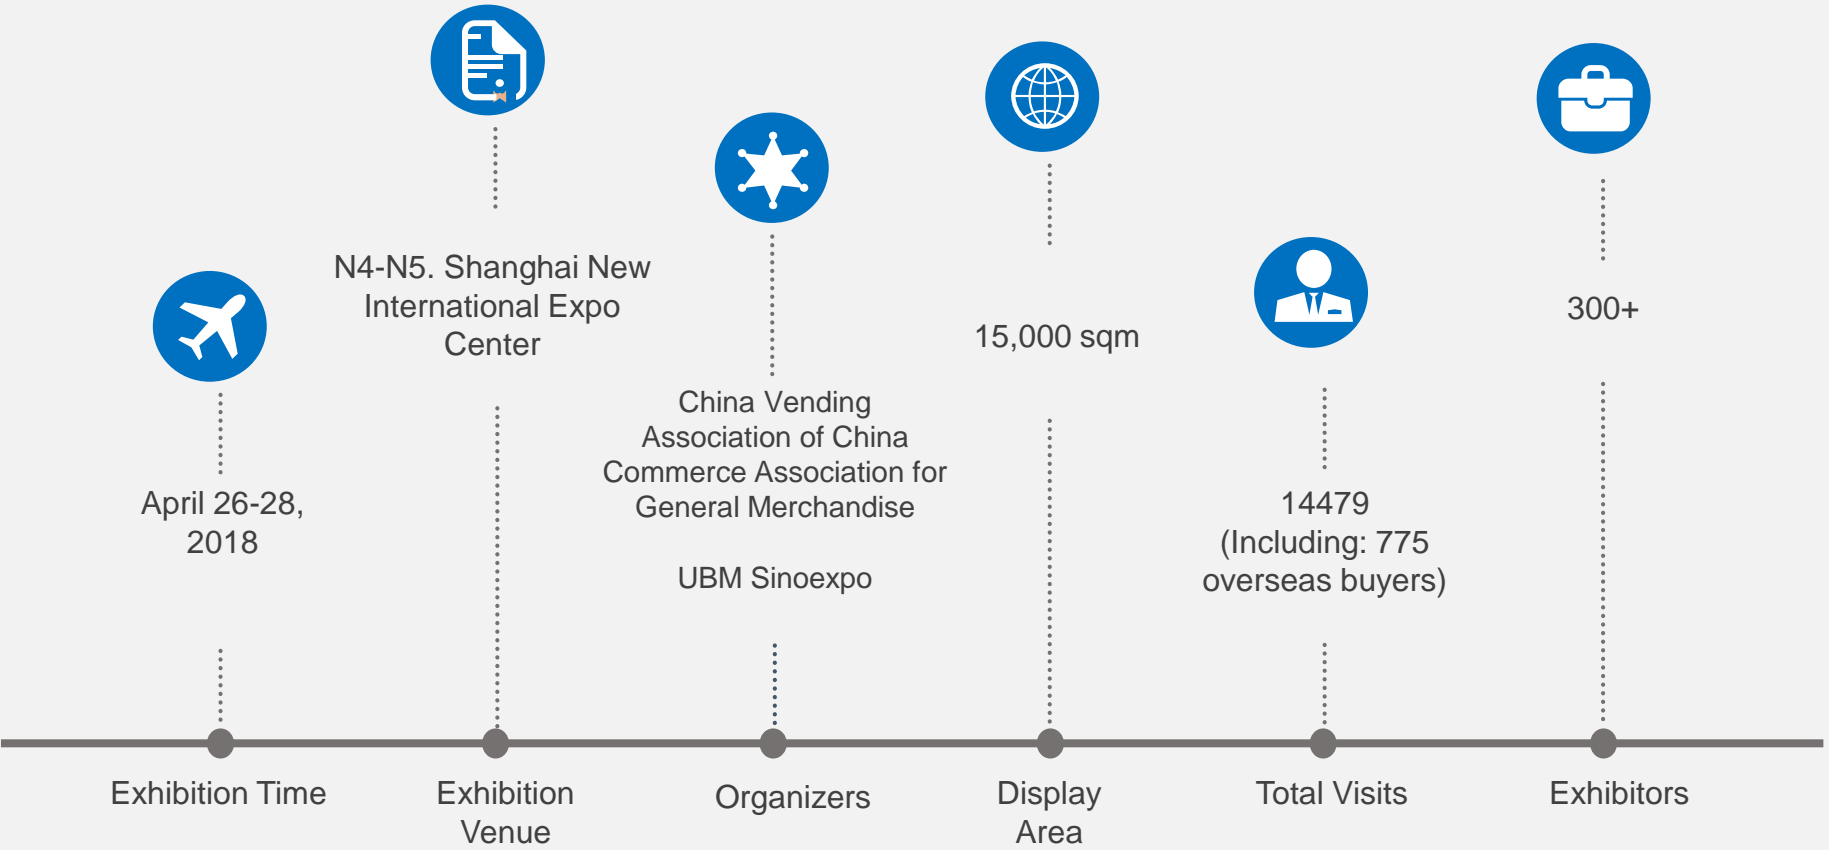 April 26-28,
2018
Exhibition Time
N4-N5. Shanghai New
International Expo
Center
Exhibition
Venue
China Vending
Association of China
Commerce Association for
General Merchandise
UBM Sinoexpo
Organizers
15,000 sqm
Display
Area
14479
(Including: 775
overseas buyers)
Total Visits
300+
Exhibitors